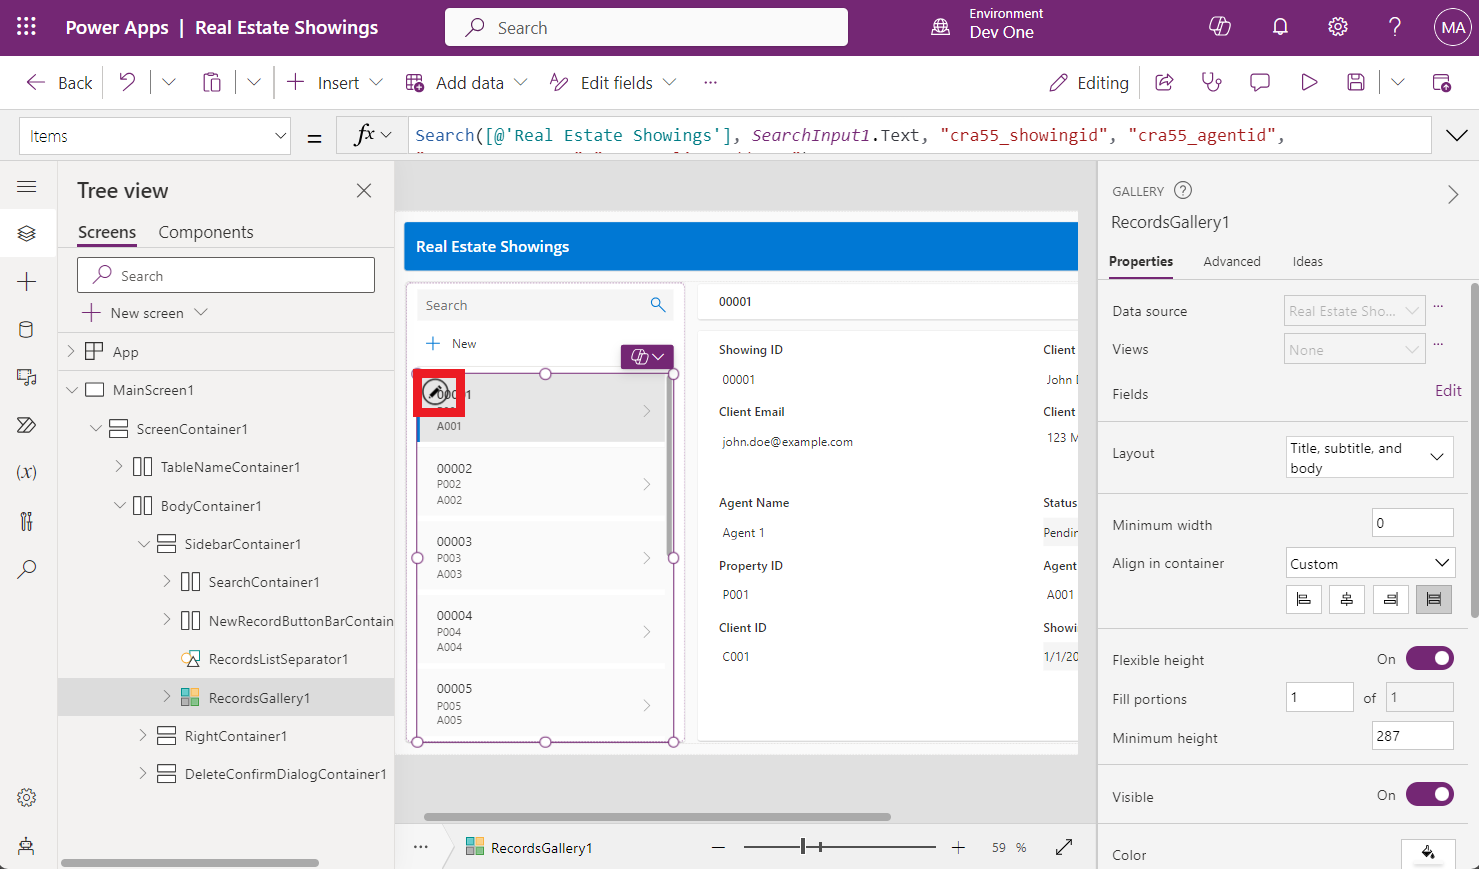 Power Apps | Real Estate Showings
Search
Environment
Dev One
MA
Back
Insert
Add data
Edit fields
...
Editing
Items
=
fx
Search([@'Real Estate Showings'], SearchInput1.Text, "cra55_showingid", "cra55_agentid",
Tree view
Screens
Components
Search
New screen
App
MainScreen1
ScreenContainer1
TableNameContainer1
BodyContainer1
SidebarContainer1
SearchContainer1
NewRecordButtonBarContain
RecordsListSeparator1
RecordsGallery1
RightContainer1
DeleteConfirmDialogContainer1
Real Estate Showings
Search
New
A001
00002
P002
A002
00003
P003
A003
00004
P004
A004
00005
P005
A005
00001
Showing ID
Client
00001
John D
Client Email
Client
john.doe@example.com
123 M
Agent Name
Status
Agent 1
Pendin
Property ID
Agent
P001
A001
Client ID
Showi
C001
1/1/20
... RecordsGallery1
59 %
GALLERY
RecordsGallery1
Properties
Advanced
Ideas
Data source
Real Estate Sho...
...
Views
None
...
Fields
Edit
Layout
Title, subtitle, and
body
Minimum width
0
Align in container
Custom
Flexible height
On
Fill portions
1 of 1
Minimum height
287
Visible
On
Color